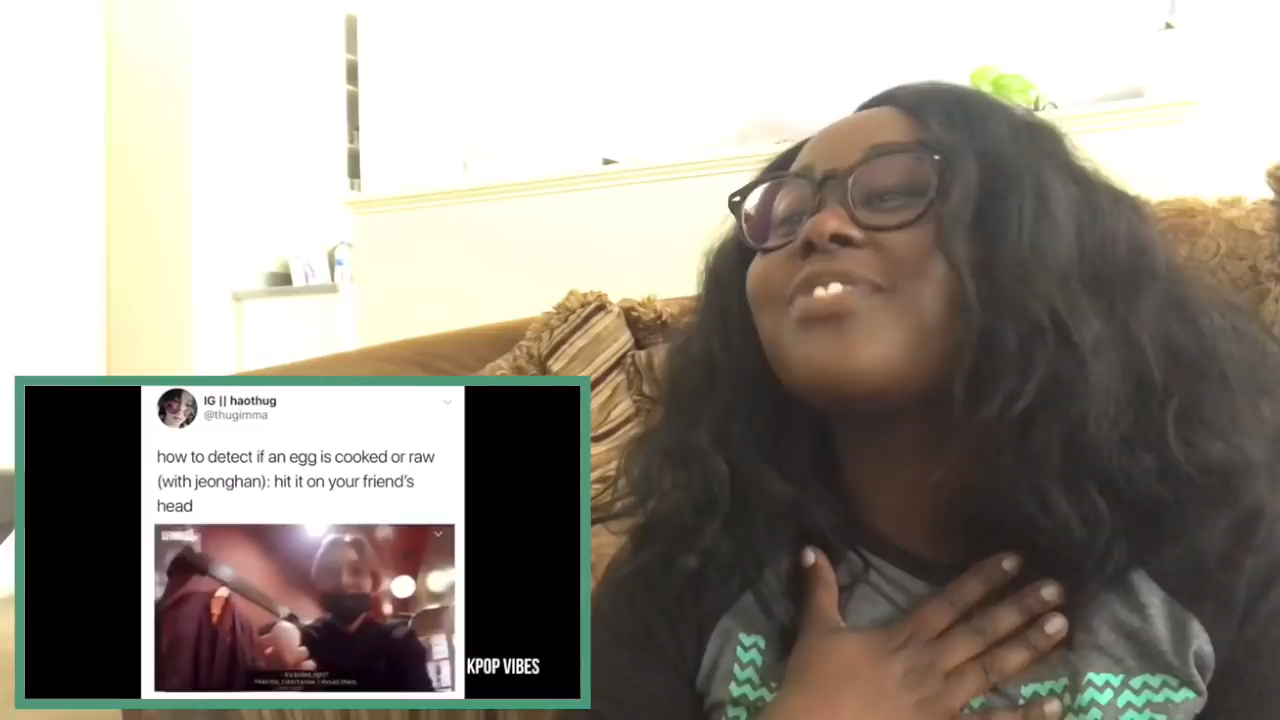 IG || haothug
@thugimma
how to detect if an egg is cooked or raw
(with jeonghan): hit it on your friend's
head
KPOP VIBES